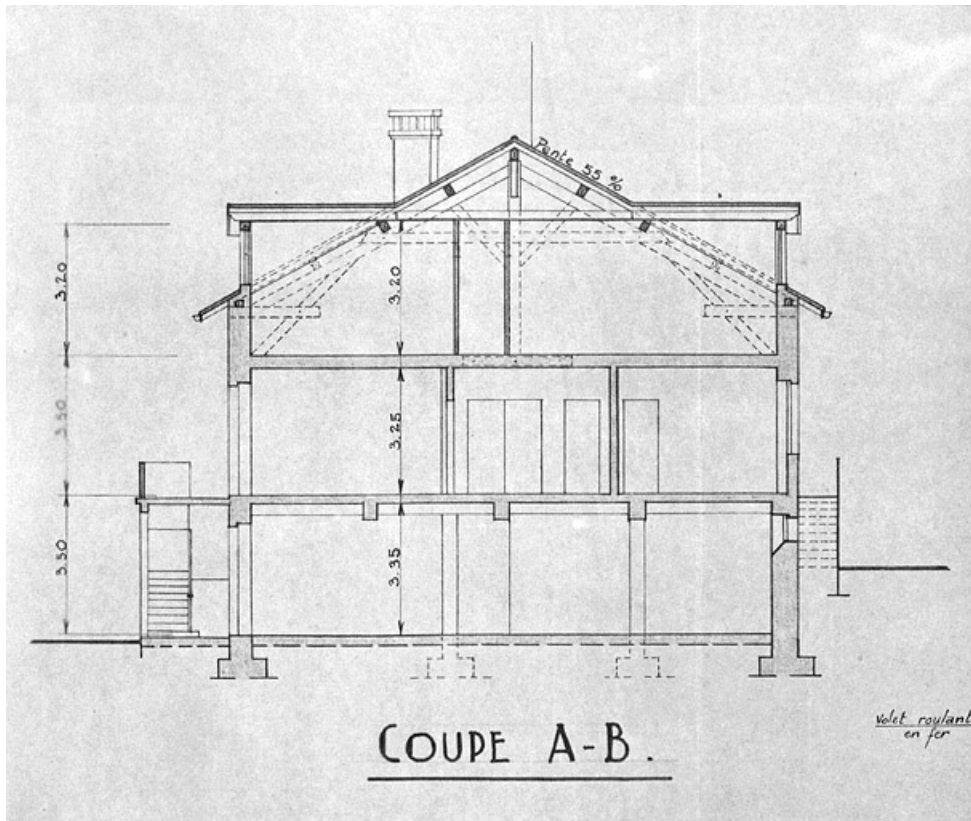 Pente 55 %
3.20
3.20
3.50
3.25
3.50
3.35
Volet roulant
en fer
COUPE A-B.